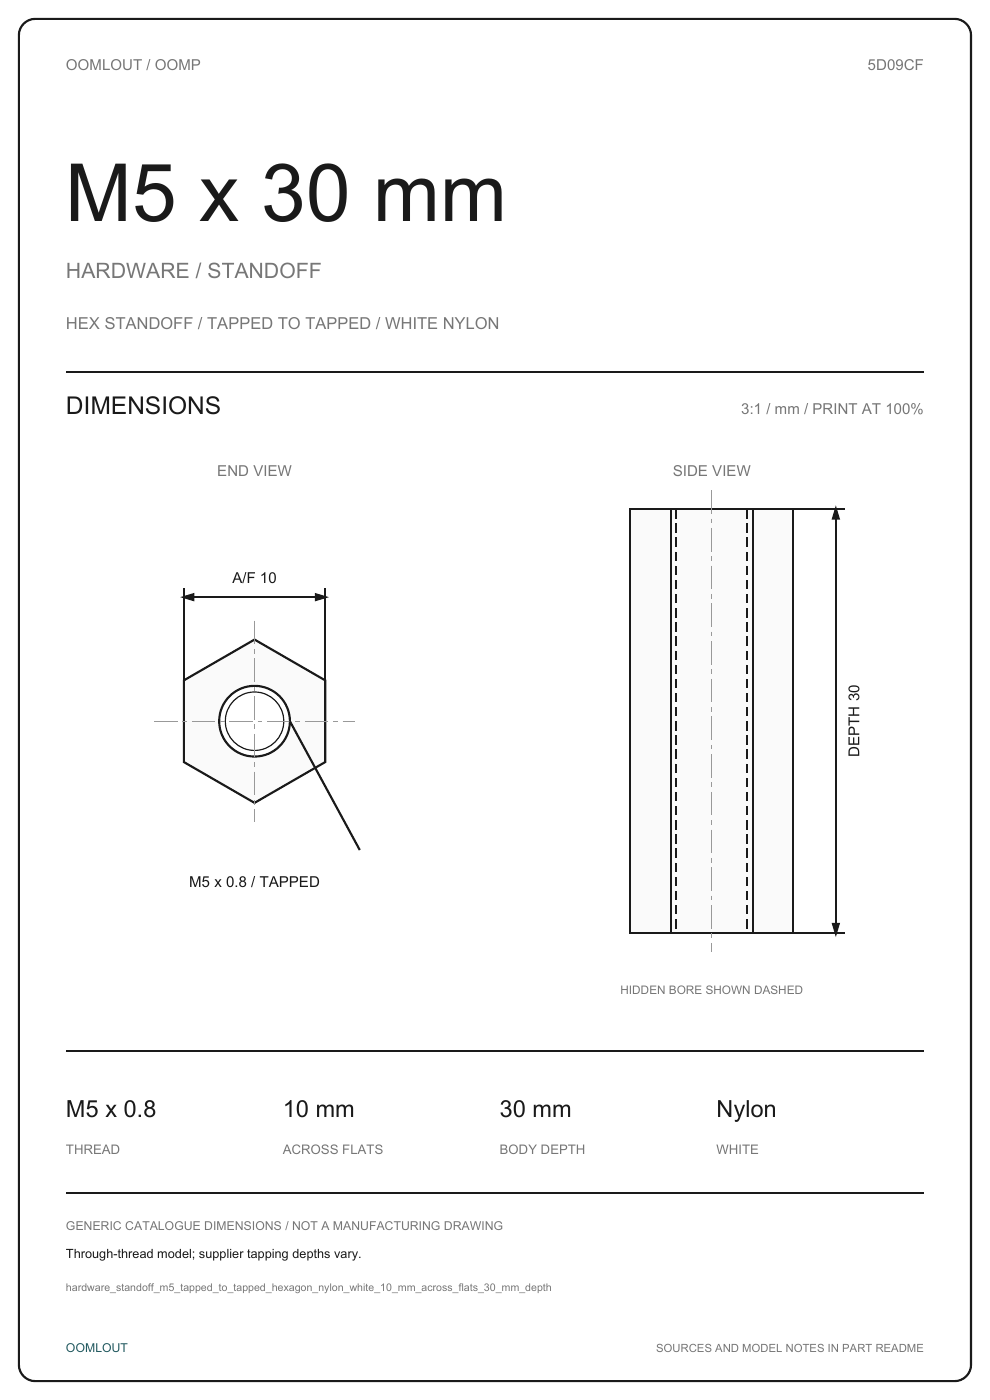 OOMLOUT / OOMP
5D09CF
M5 x 30 mm
HARDWARE / STANDOFF
HEX STANDOFF / TAPPED TO TAPPED / WHITE NYLON
DIMENSIONS
3:1 / mm / PRINT AT 100%
END VIEW
SIDE VIEW
A/F 10
DEPTH 30
M5 x 0.8 / TAPPED
HIDDEN BORE SHOWN DASHED
M5 x 0.8
10 mm
30 mm
Nylon
THREAD
ACROSS FLATS
BODY DEPTH
WHITE
GENERIC CATALOGUE DIMENSIONS / NOT A MANUFACTURING DRAWING
Through-thread model; supplier tapping depths vary.
hardware_standoff_m5_tapped_to_tapped_hexagon_nylon_white_10_mm_across_flats_30_mm_depth
OOMLOUT
SOURCES AND MODEL NOTES IN PART README